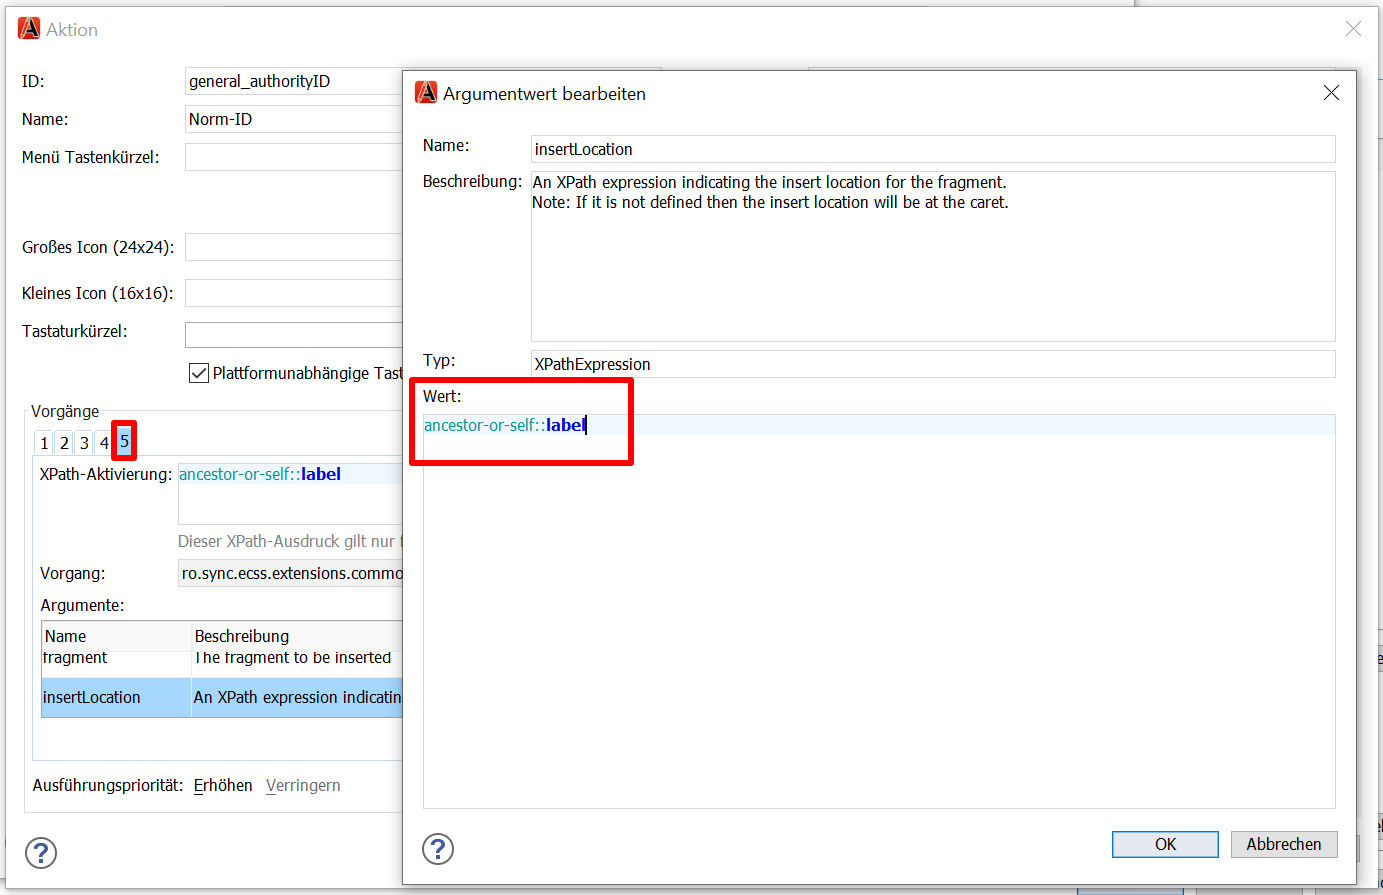 Aktion
ID:
general_authorityID
Name:
Norm-ID
Menü Tastenkürzel:
Großes Icon (24x24):
Kleines Icon (16x16):
Tastaturkürzel:
Plattformunabhängige Tast
Vorgänge
1 2 3 4 5
XPath-Aktivierung:
ancestor-or-self::label
Dieser XPath-Ausdruck gilt nur f
Vorgang:
ro.sync.ecss.extensions.commo
Argumente:
Name Beschreibung
fragment The fragment to be inserted
insertLocation An XPath expression indicatin
Ausführungspriorität: Erhöhen Verringern
?
Argumentwert bearbeiten
Name:
insertLocation
Beschreibung:
An XPath expression indicating the insert location for the fragment.
Note: If it is not defined then the insert location will be at the caret.
Typ:
XPathExpression
Wert:
ancestor-or-self::label
?
OK Abbrechen